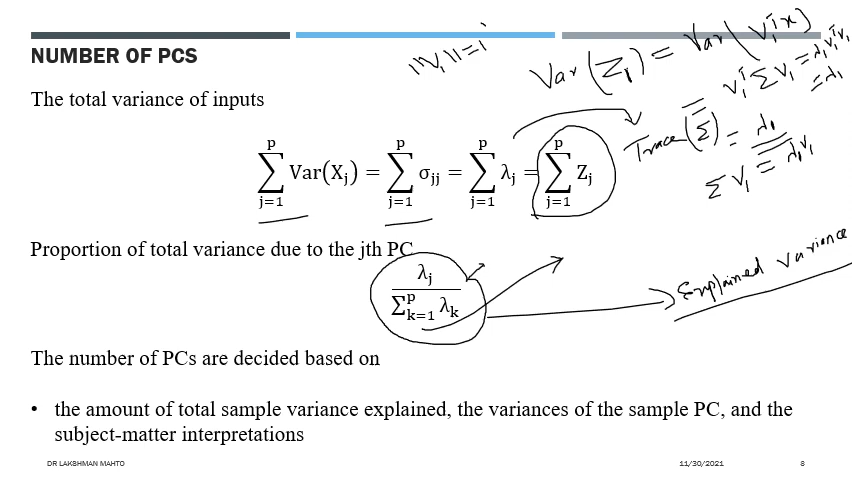 NUMBER OF PCS
||V₁|| = 1
Var(Z₁) = Var(V₁ᵀx)
= V₁ᵀ Σ V₁ = λ₁V₁ᵀV₁
= λ₁
The total variance of inputs
Trace(Σ) = λ₁
Σ V₁ = λ₁V₁
∑ᵖⱼ₌₁ Var(Xⱼ) = ∑ᵖⱼ₌₁ σⱼⱼ = ∑ᵖⱼ₌₁ λⱼ = ∑ᵖⱼ₌₁ Zⱼ
Proportion of total variance due to the jth PC
λⱼ / ∑ᵖₖ₌₁ λₖ
Explained variance
The number of PCs are decided based on
• the amount of total sample variance explained, the variances of the sample PC, and the
subject-matter interpretations
DR LAKSHMAN MAHTO 11/30/2021 8